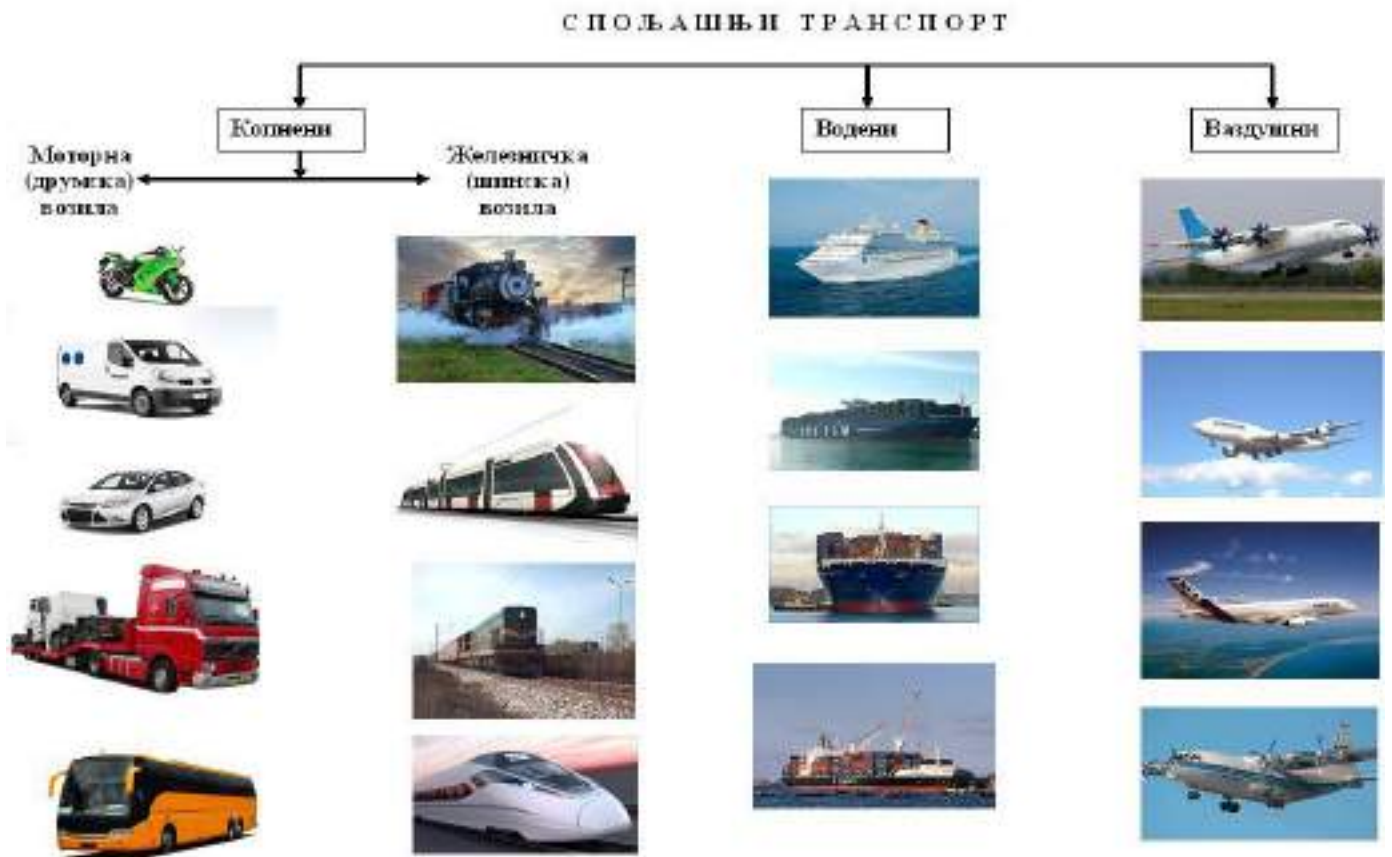 СПОЉАШЊИ ТРАНСПОРТ
Копнени
Водени
Ваздушни
Моторна
(друмска)
возила
Железничка
(шинска)
возила